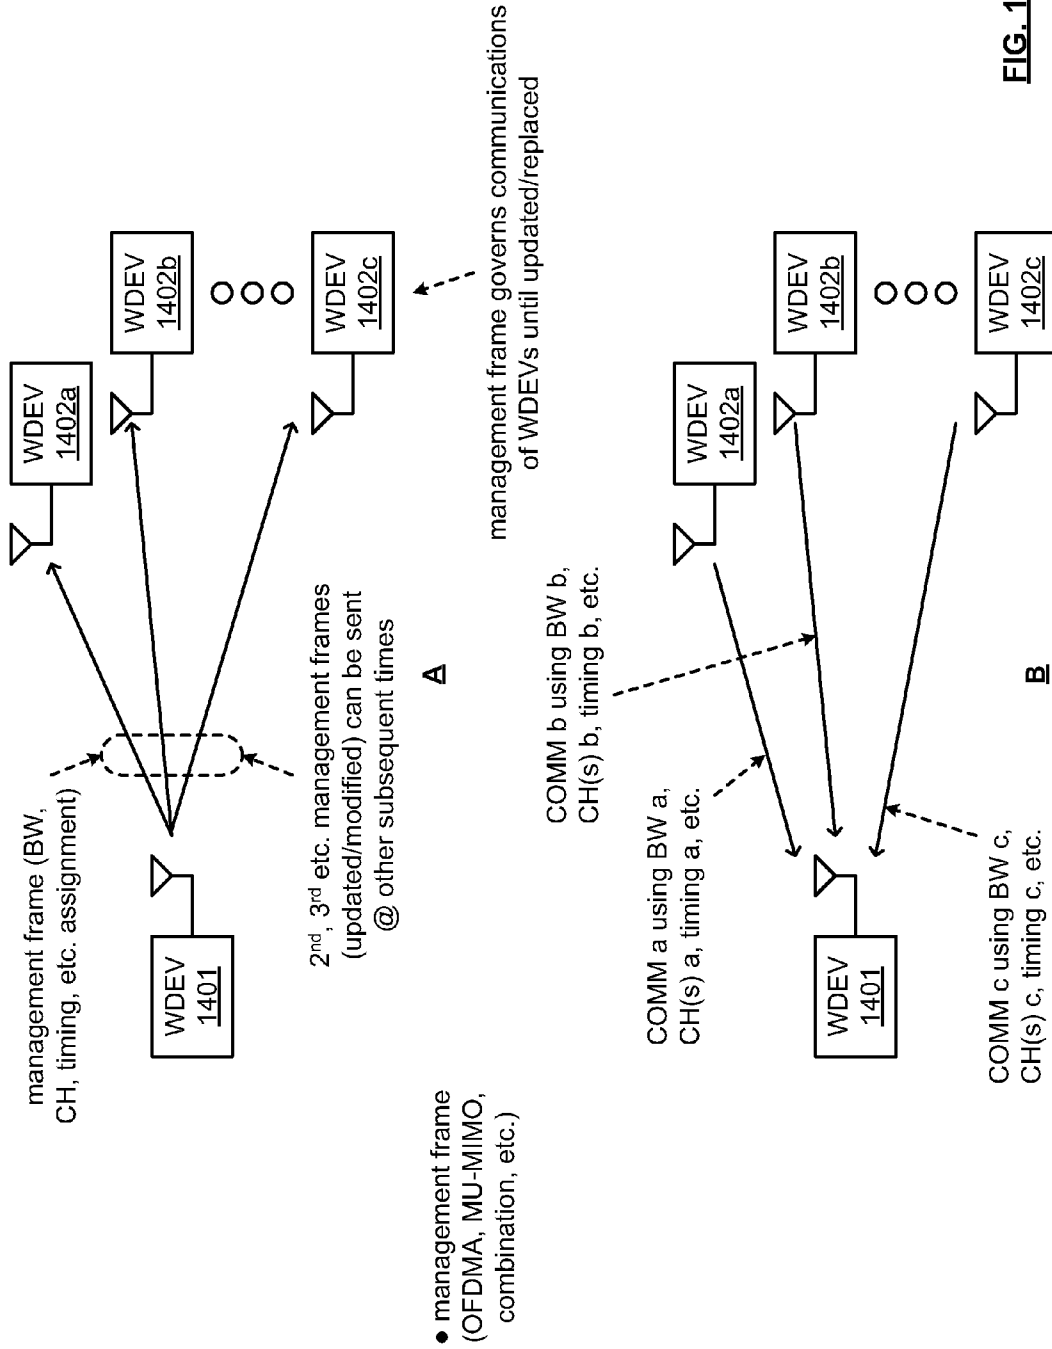 ● management frame
(OFDMA, MU-MIMO,
combination, etc.)
management frame (BW,
CH, timing, etc. assignment)
WDEV
1401
2nd, 3rd etc. management frames
(updated/modified) can be sent
@ other subsequent times
WDEV
1402a
WDEV
1402b
WDEV
1402c
management frame governs communications
of WDEVs until updated/replaced
A
COMM a using BW a,
CH(s) a, timing a, etc.
COMM b using BW b,
CH(s) b, timing b, etc.
WDEV
1401
COMM c using BW c,
CH(s) c, timing c, etc.
WDEV
1402a
WDEV
1402b
WDEV
1402c
B
FIG. 1